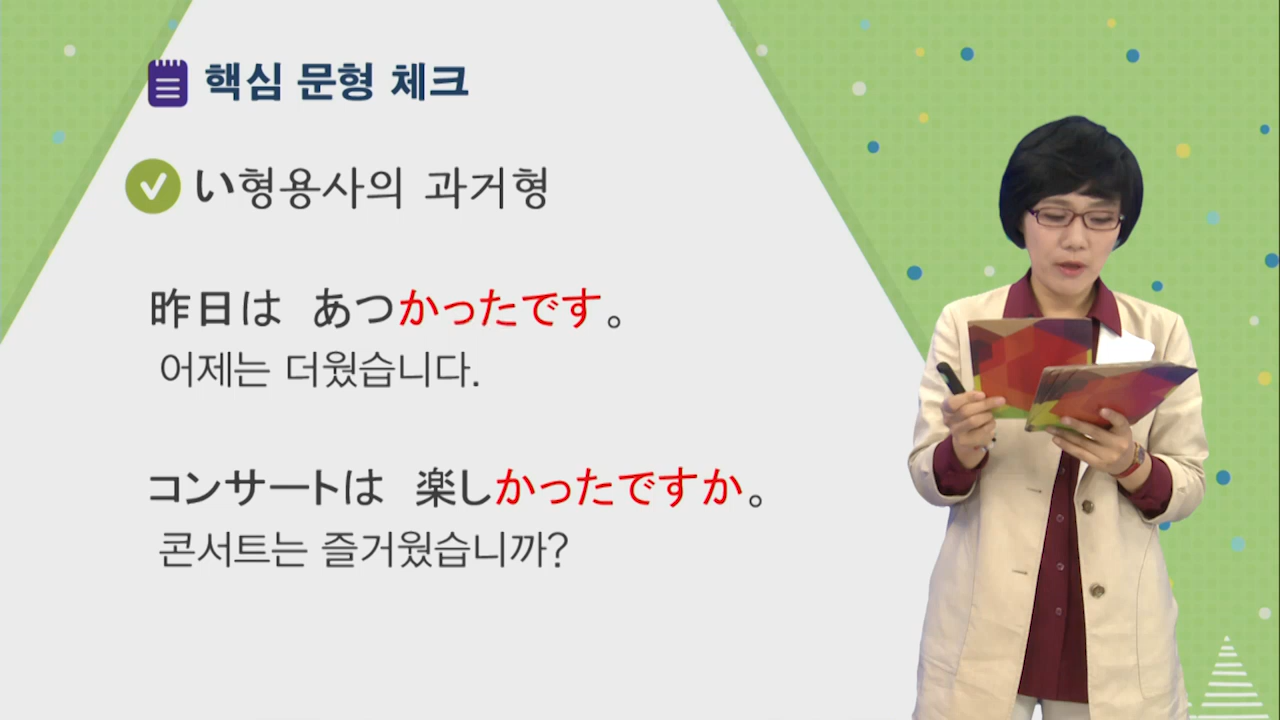 핵심 문형 체크
い형용사의 과거형
昨日は あつかったです。
어제는 더웠습니다.
コンサートは 楽しかったですか。
콘서트는 즐거웠습니까?